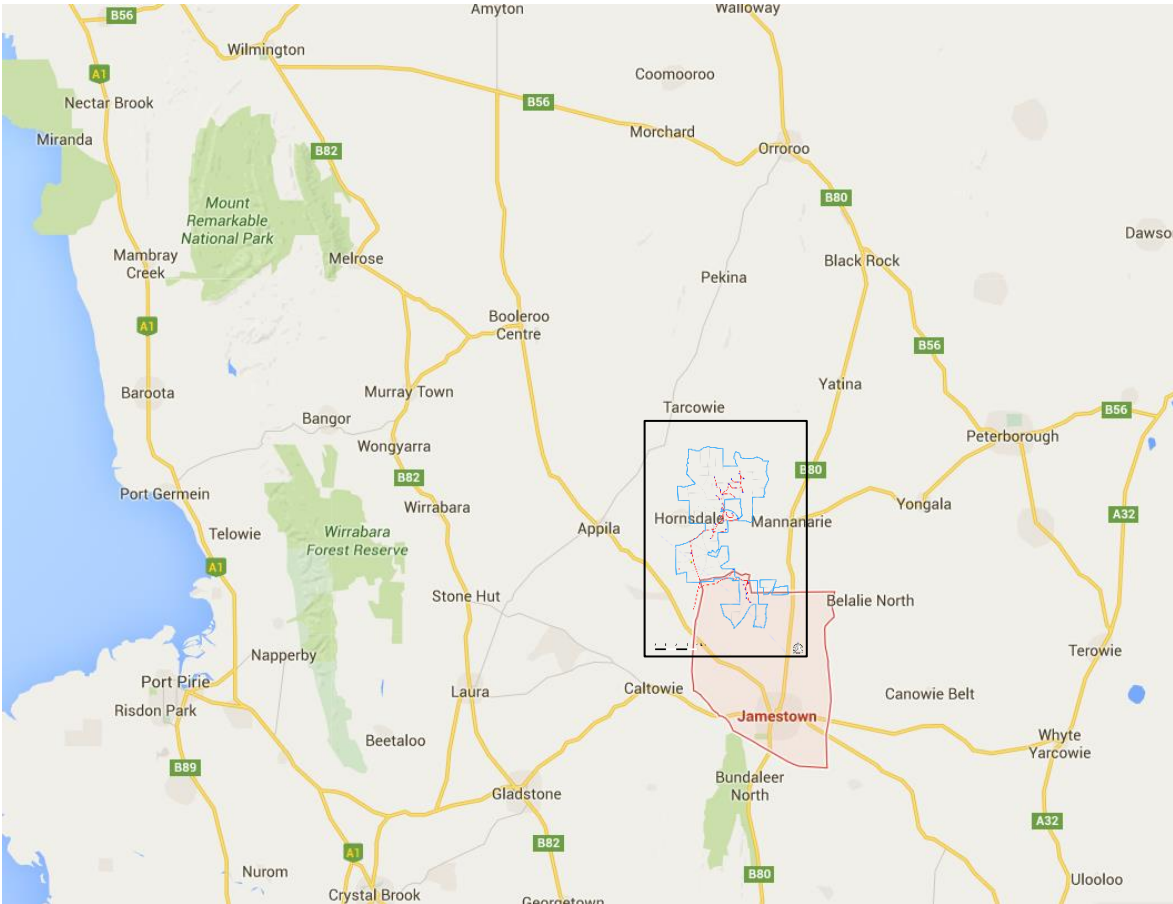 Amyton
Walloway
B56
Wilmington
Coomooroo
A1
Nectar Brook
B56
Miranda
Morchard
Orroroo
B82
B80
Mount
Remarkable
National Park
Dawso
Mambray
Creek
Melrose
Black Rock
Pekina
A1
Booleroo
Centre
B56
Baroota
Murray Town
Yatina
Tarcowie
B56
Bangor
Wongyarra
Peterborough
B82
B80
Port Germein
Wirrabara
Yongala
Telowie
Wirrabara
Forest Reserve
Appila
Hornsdale
Mannanarie
A32
A1
Stone Hut
Belalie North
Napperby
Terowie
Port Pirie
Laura
Caltowie
Canowie Belt
Risdon Park
Jamestown
Beetaloo
Whyte
Yarcowie
B89
Bundaleer
North
Gladstone
A32
B82
A1
Nurom
B80
Ulooloo
Crystal Brook
Georgetown